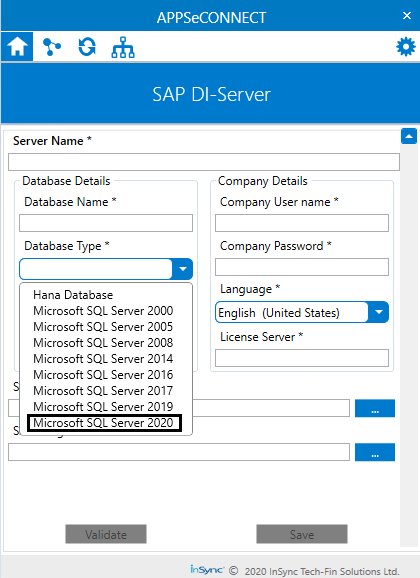 APPSeCONNECT
SAP DI-Server
Server Name *
Database Details
Database Name *
Database Type *
Hana Database
Microsoft SQL Server 2000
Microsoft SQL Server 2005
Microsoft SQL Server 2008
Microsoft SQL Server 2014
Microsoft SQL Server 2016
Microsoft SQL Server 2017
Microsoft SQL Server 2019
Microsoft SQL Server 2020
Company Details
Company User name *
Company Password *
Language *
English (United States)
License Server *
...
...
Validate
Save
InSync © 2020 InSync Tech-Fin Solutions Ltd.